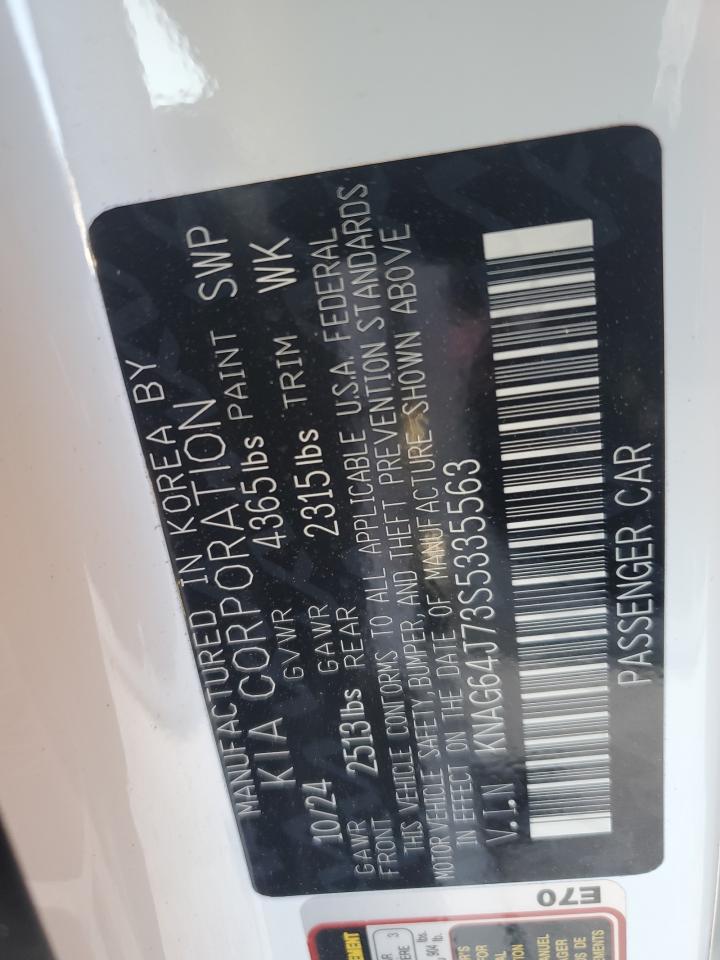 MANUFACTURED IN KOREA BY
KIA CORPORATION
10/24 GVWR 4365lbs PAINT SWP
GAWR FRONT 2513lbs GAWR REAR 2315lbs TRIM WK
THIS VEHICLE CONFORMS TO ALL APPLICABLE U.S.A. FEDERAL
MOTOR VEHICLE SAFETY, BUMPER, AND THEFT PREVENTION STANDARDS
IN EFFECT ON THE DATE OF MANUFACTURE SHOWN ABOVE
V.I.N KNAG64J73S5335563
PASSENGER CAR
E70